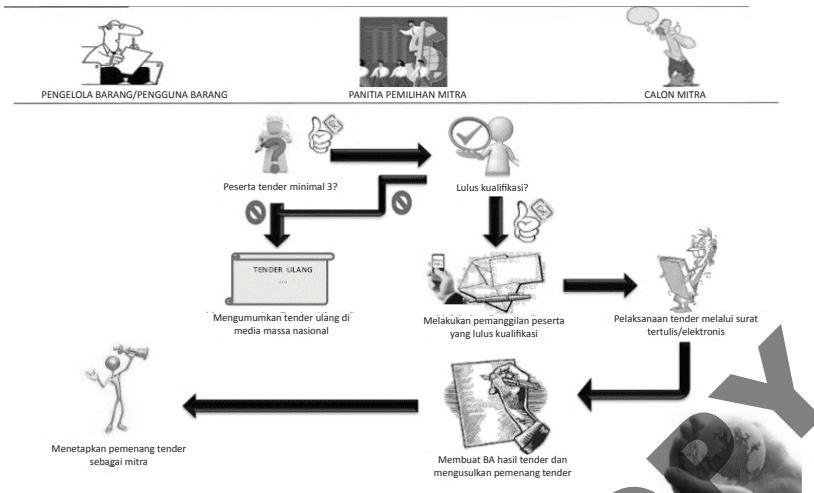 PENGELOLA BARANG/PENGGUNA BARANG
PANITIA PEMILIHAN MITRA
CALON MITRA
Peserta tender minimal 3?
Lulus kualifikasi?
TENDER ULANG
Mengumumkan tender ulang di
media massa nasional
Melakukan pemanggilan peserta
yang lulus kualifikasi
Pelaksanaan tender melalui surat
tertulis/elektronis
Menetapkan pemenang tender
sebagai mitra
Membuat BA hasil tender dan
mengusulkan pemenang tender
PY